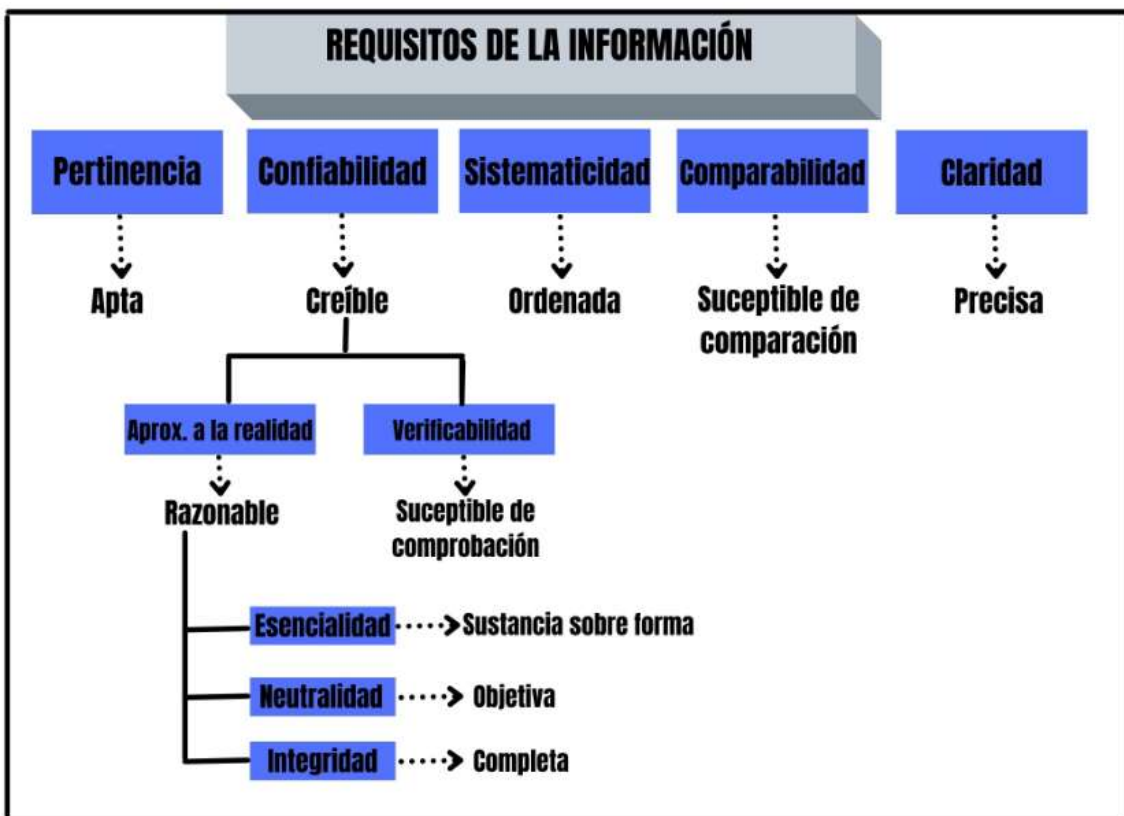 REQUISITOS DE LA INFORMACIÓN
Pertinencia
Confiabilidad
Sistematicidad
Comparabilidad
Claridad
Apta
Creíble
Ordenada
Suceptible de
comparación
Precisa
Aprox. a la realidad
Verificabilidad
Razonable
Suceptible de
comprobación
Esencialidad
Sustancia sobre forma
Neutralidad
Objetiva
Integridad
Completa